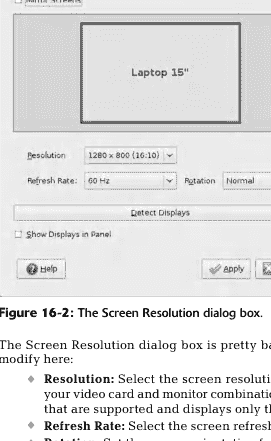 Mirror Screens
Laptop 15"
Resolution 1280 x 800 (16:10)
Refresh Rate: 60 Hz Rotation Normal
Detect Displays
Show Displays in Panel
Help Apply
Figure 16-2: The Screen Resolution dialog box.
The Screen Resolution dialog box is pretty ba
modify here:
Resolution: Select the screen resoluti
your video card and monitor combinati
that are supported and displays only th
Refresh Rate: Select the screen refresh